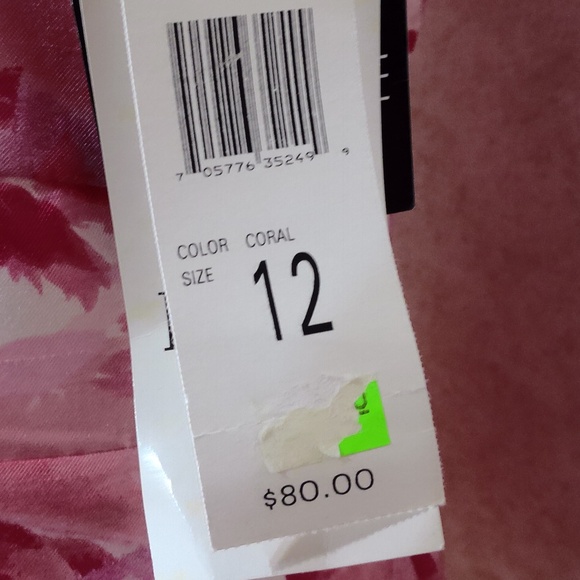 7 05776 35249 9
COLOR CORAL
SIZE 12
$80.00